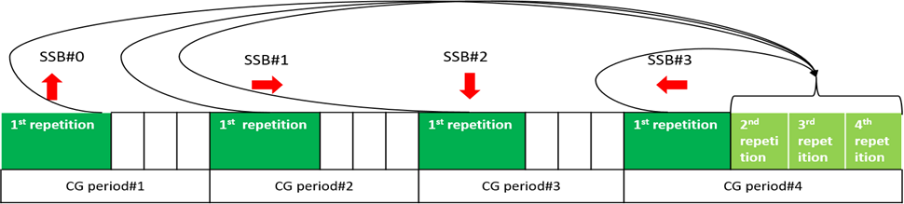 SSB#0
SSB#1
SSB#2
SSB#3
1st repetition
1st repetition
1st repetition
1st repetition
2nd
repeti
tion
3rd
repet
ition
4th
repet
ition
CG period#1
CG period#2
CG period#3
CG period#4